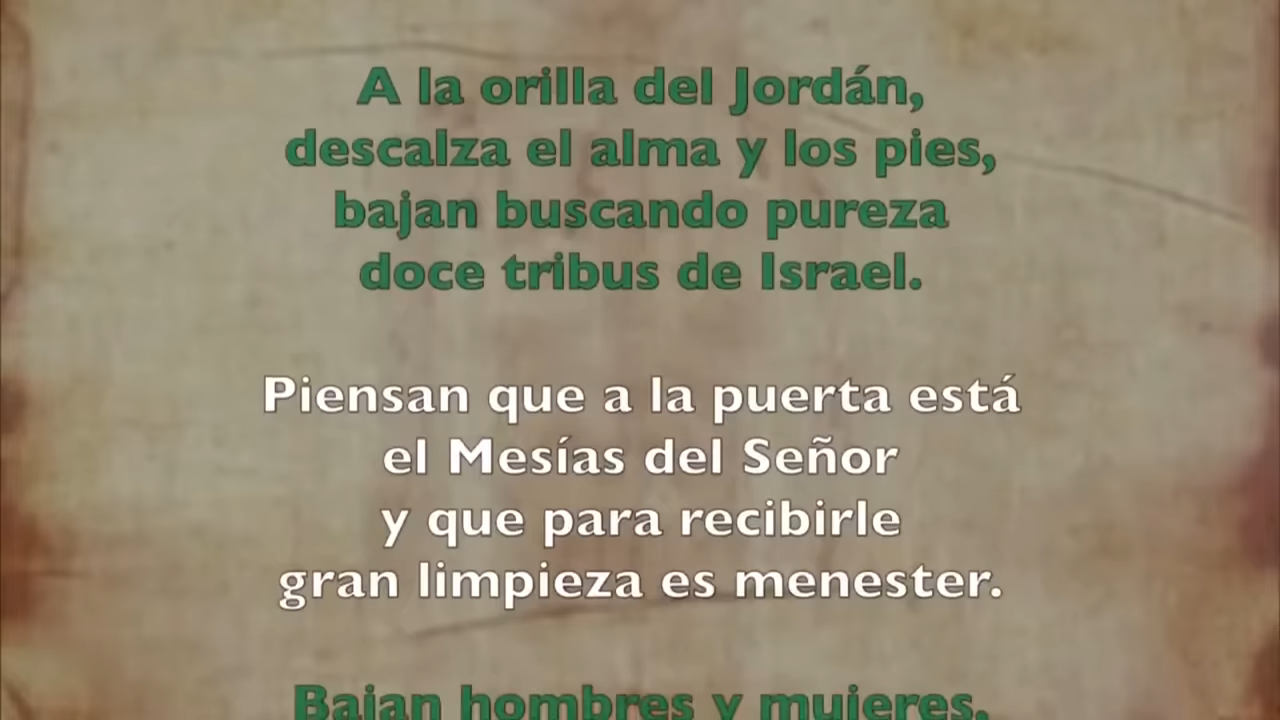 A la orilla del Jordán,
descalza el alma y los pies,
bajan buscando pureza
doce tribus de Israel.
Piensan que a la puerta está
el Mesías del Señor
y que para recibirle
gran limpieza es menester.
Bajan hombres y mujeres,